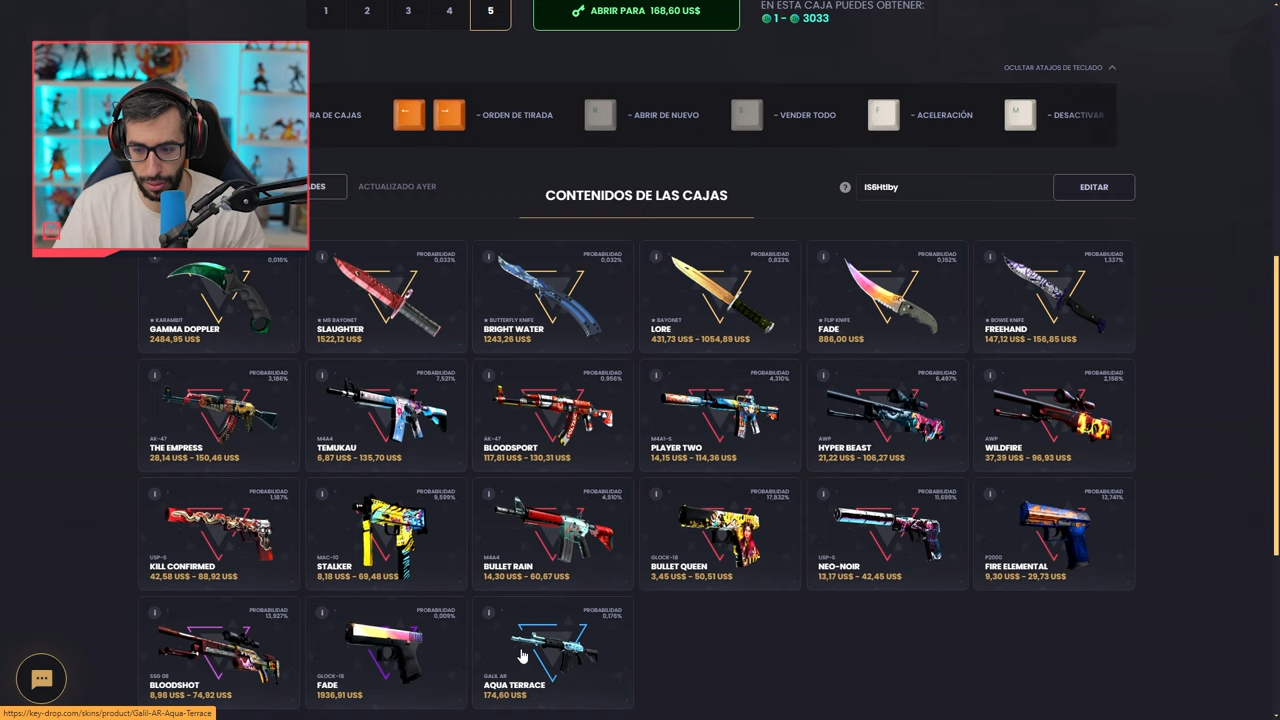 1 2 3 4 5
ABRIR PARA 168,60 US$
EN ESTA CAJA PUEDES OBTENER:
1 - 3033
OCULTAR ATAJOS DE TECLADO
RA DE CAJAS
← → - ORDEN DE TIRADA
R - ABRIR DE NUEVO
S - VENDER TODO
F - ACELERACIÓN
M - DESACTIVAR
DES
ACTUALIZADO AYER
CONTENIDOS DE LAS CAJAS
? IS6Htlby
EDITAR
PROBABILIDAD
0,015%
★ KARAMBIT
GAMMA DOPPLER
2484,95 US$
PROBABILIDAD
0,033%
★ M9 BAYONET
SLAUGHTER
1522,12 US$
PROBABILIDAD
0,032%
★ BUTTERFLY KNIFE
BRIGHT WATER
1243,26 US$
PROBABILIDAD
0,823%
★ BAYONET
LORE
431,73 US$ - 1054,89 US$
PROBABILIDAD
0,152%
★ FLIP KNIFE
FADE
886,00 US$
PROBABILIDAD
1,337%
★ BOWIE KNIFE
FREEHAND
147,12 US$ - 156,85 US$
PROBABILIDAD
3,186%
AK-47
THE EMPRESS
28,14 US$ - 150,46 US$
PROBABILIDAD
7,521%
M4A4
TEMUKAU
6,87 US$ - 135,70 US$
PROBABILIDAD
0,956%
AK-47
BLOODSPORT
117,81 US$ - 130,31 US$
PROBABILIDAD
4,310%
M4A1-S
PLAYER TWO
14,15 US$ - 114,36 US$
PROBABILIDAD
6,497%
AWP
HYPER BEAST
21,22 US$ - 106,27 US$
PROBABILIDAD
2,158%
AWP
WILDFIRE
37,39 US$ - 96,93 US$
PROBABILIDAD
1,187%
USP-S
KILL CONFIRMED
42,58 US$ - 88,92 US$
PROBABILIDAD
9,599%
MAC-10
STALKER
8,18 US$ - 69,48 US$
PROBABILIDAD
4,810%
M4A4
BULLET RAIN
14,30 US$ - 60,67 US$
PROBABILIDAD
17,832%
GLOCK-18
BULLET QUEEN
3,45 US$ - 50,51 US$
PROBABILIDAD
11,699%
USP-S
NEO-NOIR
13,17 US$ - 42,45 US$
PROBABILIDAD
12,741%
P2000
FIRE ELEMENTAL
9,30 US$ - 29,73 US$
PROBABILIDAD
13,927%
SSG 08
BLOODSHOT
8,98 US$ - 74,92 US$
PROBABILIDAD
0,009%
GLOCK-18
FADE
1936,91 US$
PROBABILIDAD
0,176%
GALIL AR
AQUA TERRACE
174,60 US$
https://key-drop.com/skins/product/Galil-AR-Aqua-Terrace